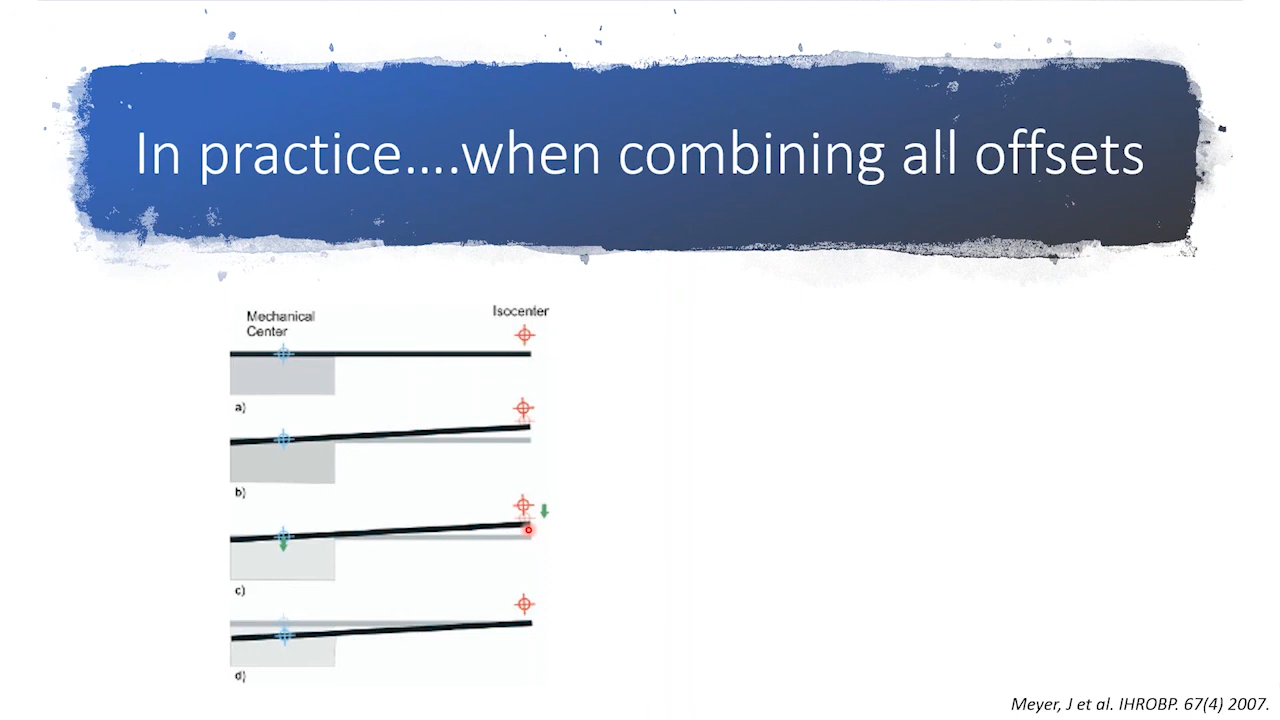 In practice....when combining all offsets
Mechanical
Center
Isocenter
a)
b)
c)
d)
Meyer, J et al. IHROBP. 67(4) 2007.